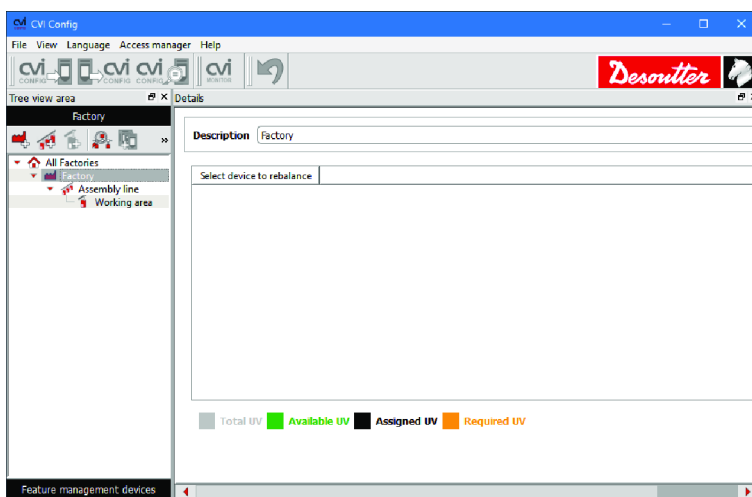 CVI CVI Config
File View Language Access manager Help
CVI CONFIG CVI CONFIG CVI CONFIG CVI MONITOR Desoutter
Tree view area Details
Factory
Description Factory
»
All Factories
Factory
Select device to rebalance
Assembly line
Working area
Total UV Available UV Assigned UV Required UV
Feature management devices